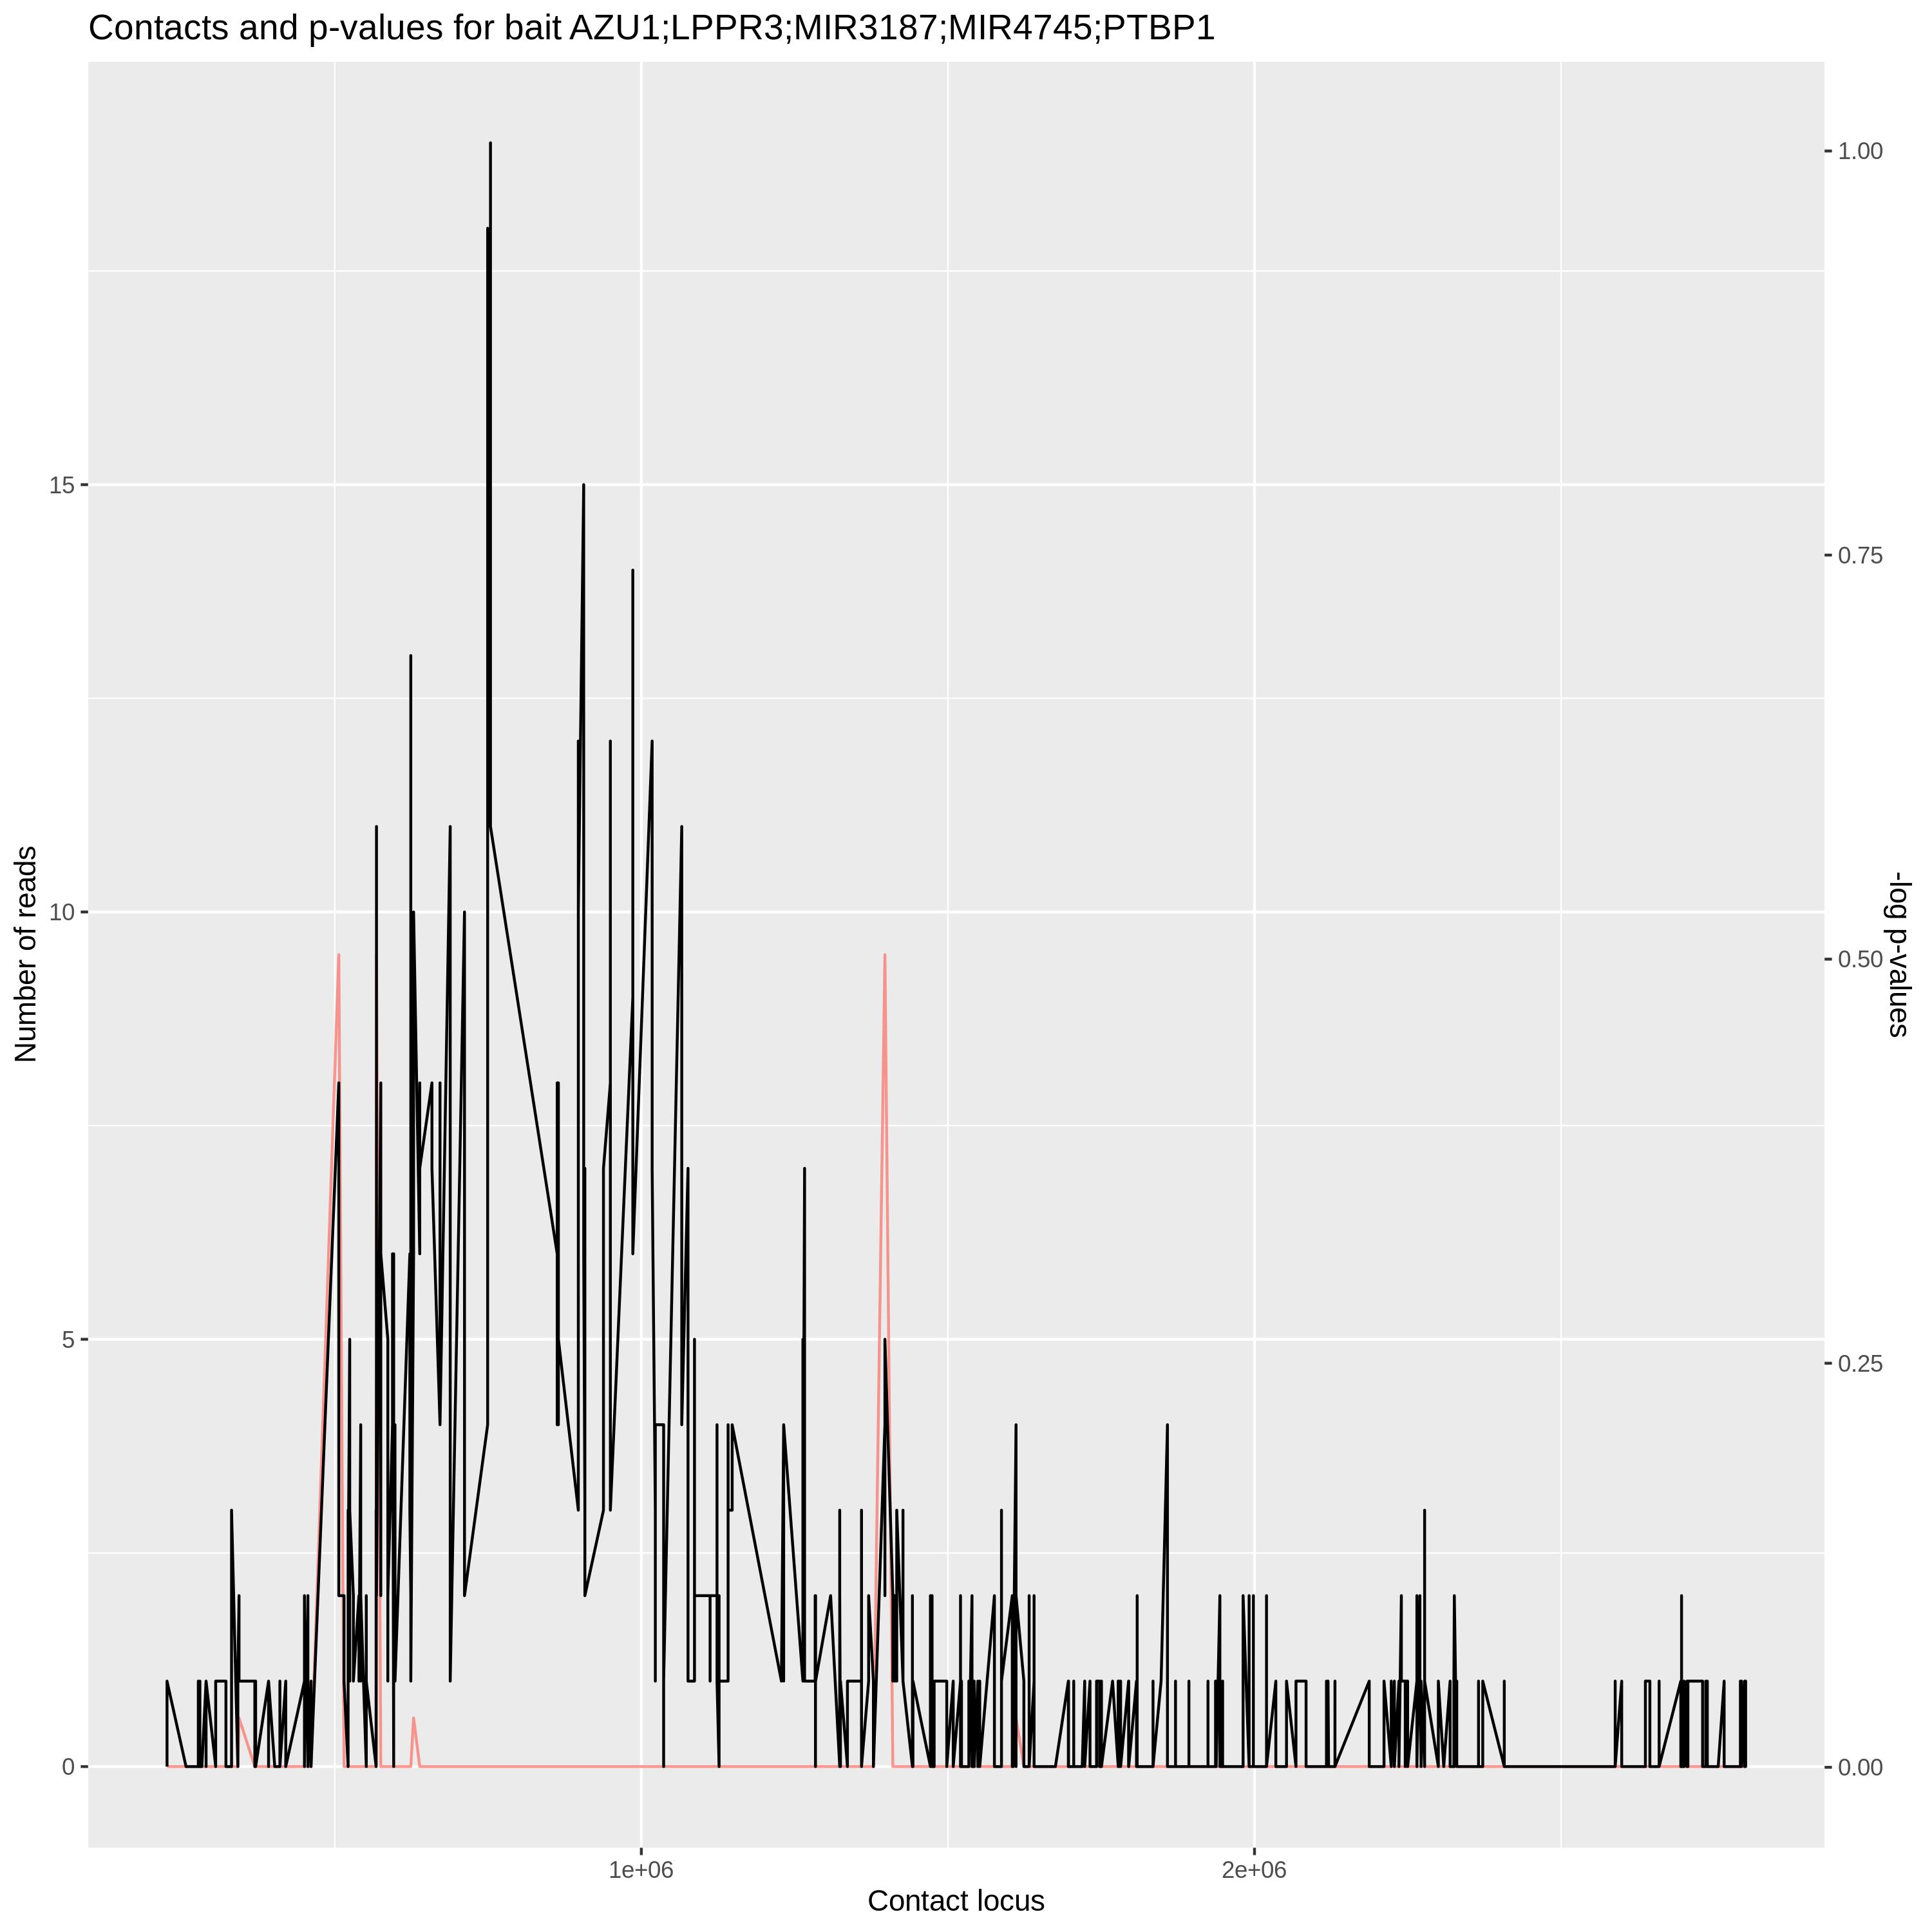 Contacts and p-values for bait AZU1;LPPR3;MIR3187;MIR4745;PTBP1
Number of reads
15
10
5
0
1.00
0.75
0.50
0.25
0.00
-log p-values
1e+06
2e+06
Contact locus